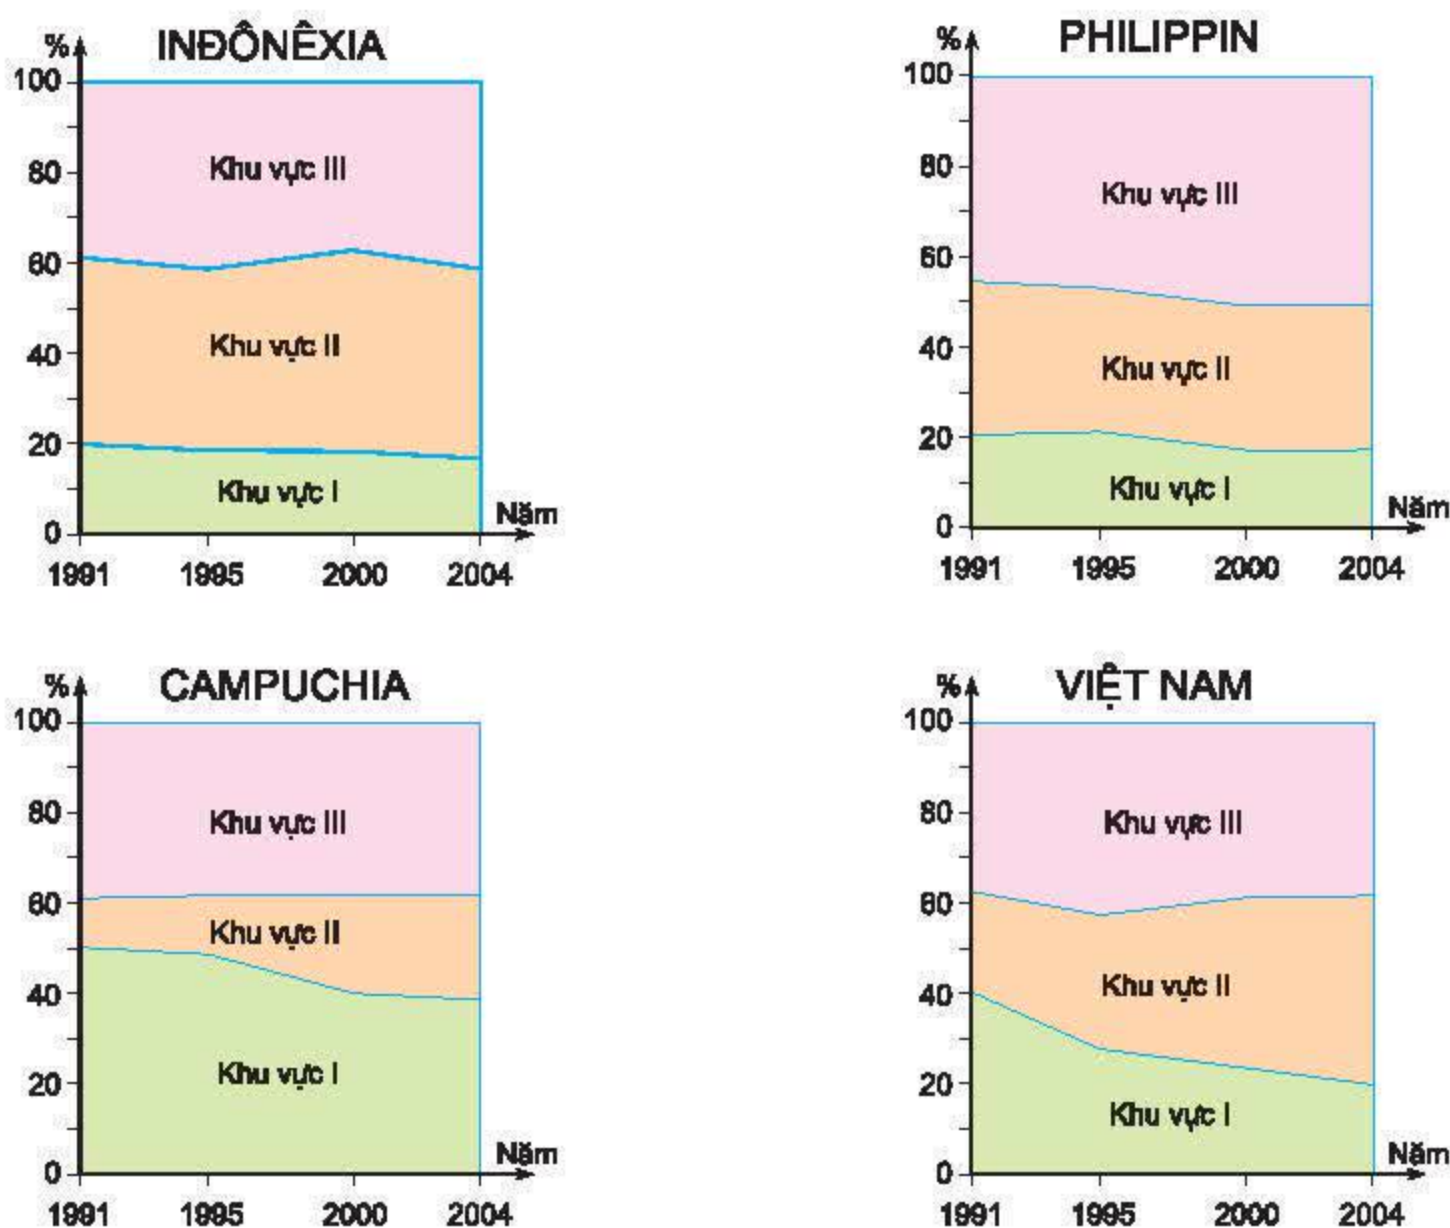 INĐÔNÊXIA
%
100
80
60
40
20
0
Khu vực III
Khu vực II
Khu vực I
Năm
1991 1995 2000 2004
PHILIPPIN
%
100
80
60
40
20
0
Khu vực III
Khu vực II
Khu vực I
Năm
1991 1995 2000 2004
CAMPUCHIA
%
100
80
60
40
20
0
Khu vực III
Khu vực II
Khu vực I
Năm
1991 1995 2000 2004
VIỆT NAM
%
100
80
60
40
20
0
Khu vực III
Khu vực II
Khu vực I
Năm
1991 1995 2000 2004